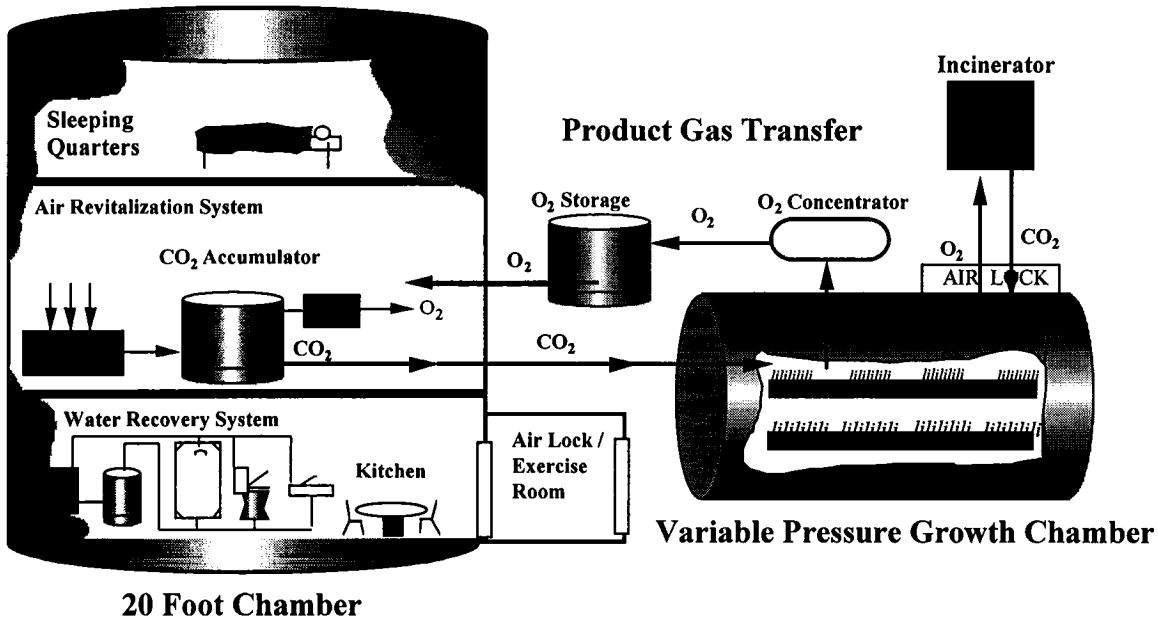 Incinerator
Sleeping
Quarters
Product Gas Transfer
Air Revitalization System
O₂ Storage
O₂
O₂ Concentrator
O₂
CO₂
AIR LOCK
CO₂ Accumulator
O₂
O₂
CO₂
CO₂
Water Recovery System
Kitchen
Air Lock /
Exercise
Room
Variable Pressure Growth Chamber
20 Foot Chamber